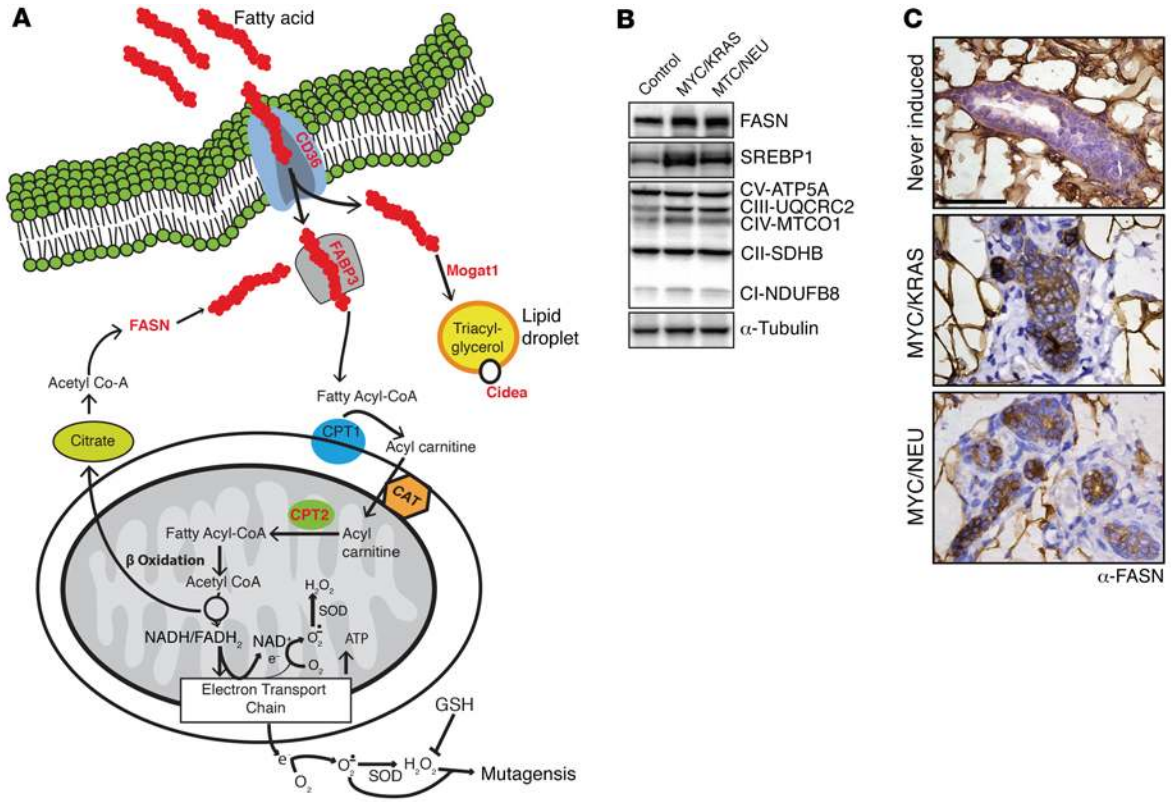 A
Fatty acid
CD36
FABP3
Mogat1
FASN
Triacyl-
glycerol
Lipid
droplet
Cidea
Acetyl Co-A
Citrate
Fatty Acyl-CoA
CPT1
Acyl carnitine
CAT
CPT2
Fatty Acyl-CoA
Acyl
carnitine
β Oxidation
Acetyl CoA
H2O2
SOD
NADH/FADH2
NAD+
e–
O2•–
O2
ATP
Electron Transport
Chain
GSH
e-
O2
O2•–
SOD
H2O2
Mutagensis
B
Control
MYC/KRAS
MTC/NEU
FASN
SREBP1
CV-ATP5A
CIII-UQCRC2
CIV-MTCO1
CII-SDHB
CI-NDUFB8
α-Tubulin
C
Never induced
MYC/KRAS
MYC/NEU
α-FASN